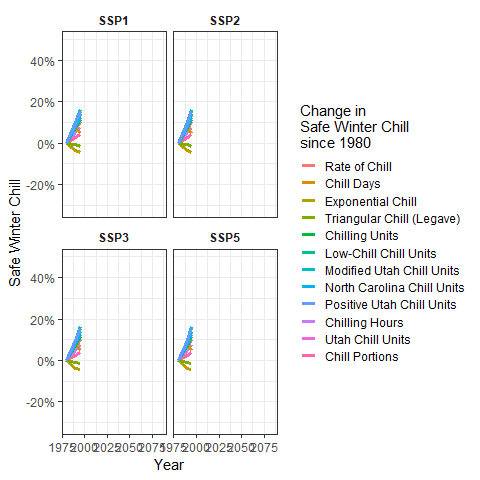 SSP1
SSP2
40%
20%
0%
-20%
SSP3
SSP5
40%
20%
0%
-20%
1975 2000 2025 2050 2075
1975 2000 2025 2050 2075
Year
Safe Winter Chill
Change in
Safe Winter Chill
since 1980
Rate of Chill
Chill Days
Exponential Chill
Triangular Chill (Legave)
Chilling Units
Low-Chill Chill Units
Modified Utah Chill Units
North Carolina Chill Units
Positive Utah Chill Units
Chilling Hours
Utah Chill Units
Chill Portions